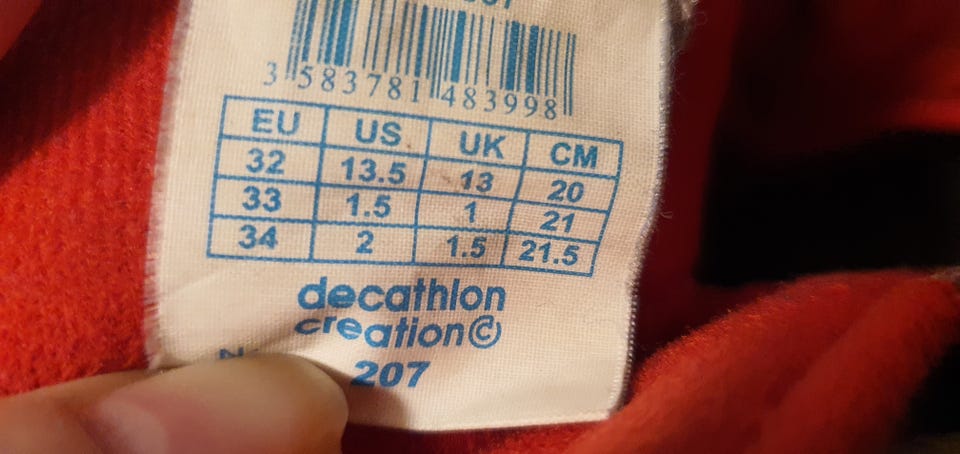 3 583781 483998
EU US UK CM
32 13.5 13 20
33 1.5 1 21
34 2 1.5 21.5
decathlon
creation©
207